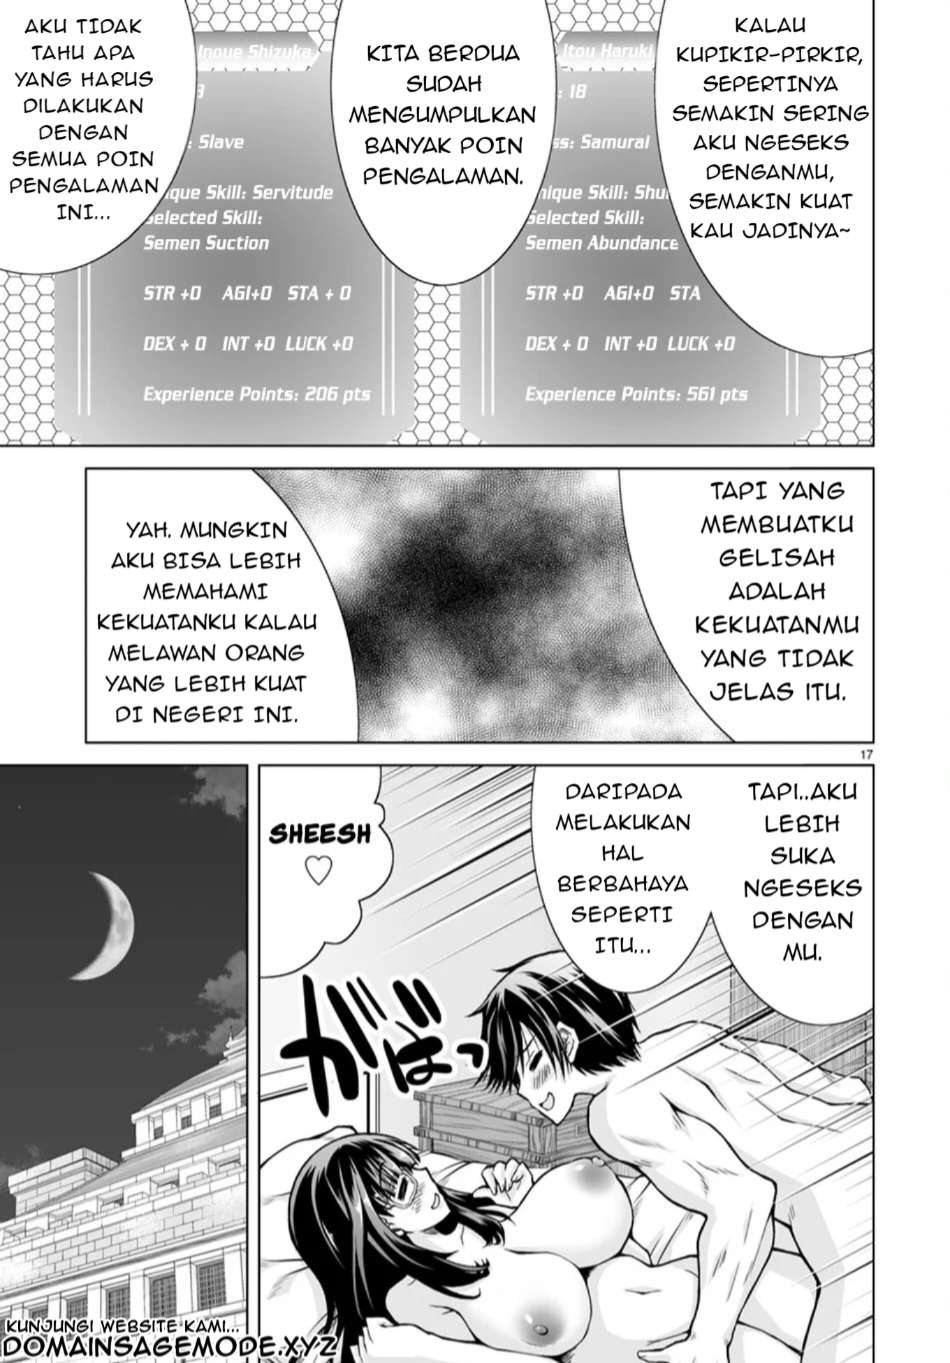 KALAU
KUPIKIR-PIRKIR,
SEPERTINYA
SEMAKIN SERING
AKU NGESEKS
DENGANMU,
SEMAKIN KUAT
KAU JADINYA~
Itou Haruki
: 18
ss: Samurai
nique Skill: Shu
Selected Skill:
Semen Abundance
STR +0 AGI+0 STA
DEX + 0 INT +0 LUCK +0
Experience Points: 561 pts
KITA BERDUA
SUDAH
MENGUMPULKAN
BANYAK POIN
PENGALAMAN.
Inoue Shizuka
8
: Slave
ique Skill: Servitude
Selected Skill:
Semen Suction
STR +0 AGI+0 STA + 0
DEX + 0 INT +0 LUCK +0
Experience Points: 206 pts
AKU TIDAK
TAHU APA
YANG HARUS
DILAKUKAN
DENGAN
SEMUA POIN
PENGALAMAN
INI...
TAPI YANG
MEMBUATKU
GELISAH
ADALAH
KEKUATANMU
YANG TIDAK
JELAS ITU.
YAH. MUNGKIN
AKU BISA LEBIH
MEMAHAMI
KEKUATANKU KALAU
MELAWAN ORANG
YANG LEBIH KUAT
DI NEGERI INI.
17
TAPI..AKU
LEBIH
SUKA
NGESEKS
DENGAN
MU.
DARIPADA
MELAKUKAN
HAL
BERBAHAYA
SEPERTI
ITU...
SHEESH
♡
がばっ
KUNJUNGI WEBSITE KAMI...
DOMAINSAGEMODE.XYZ